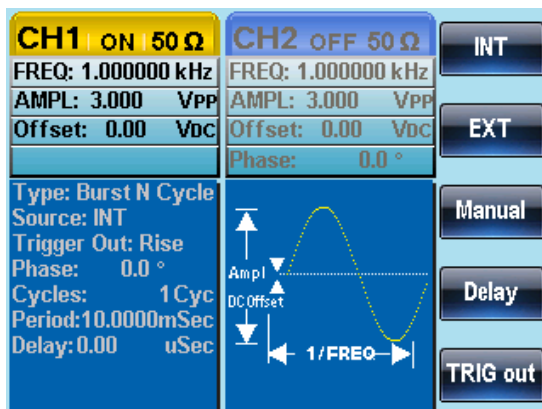 CH1 ON 50 Ω
FREQ: 1.000000 kHz
AMPL: 3.000 VPP
Offset: 0.00 VDC
CH2 OFF 50 Ω
FREQ: 1.000000 kHz
AMPL: 3.000 VPP
Offset: 0.00 VDC
Phase: 0.0 °
Type: Burst N Cycle
Source: INT
Trigger Out: Rise
Phase: 0.0 °
Cycles: 1 Cyc
Period:10.0000mSec
Delay:0.00 uSec
Ampl
DC Offset
1/FREQ
INT
EXT
Manual
Delay
TRIG out